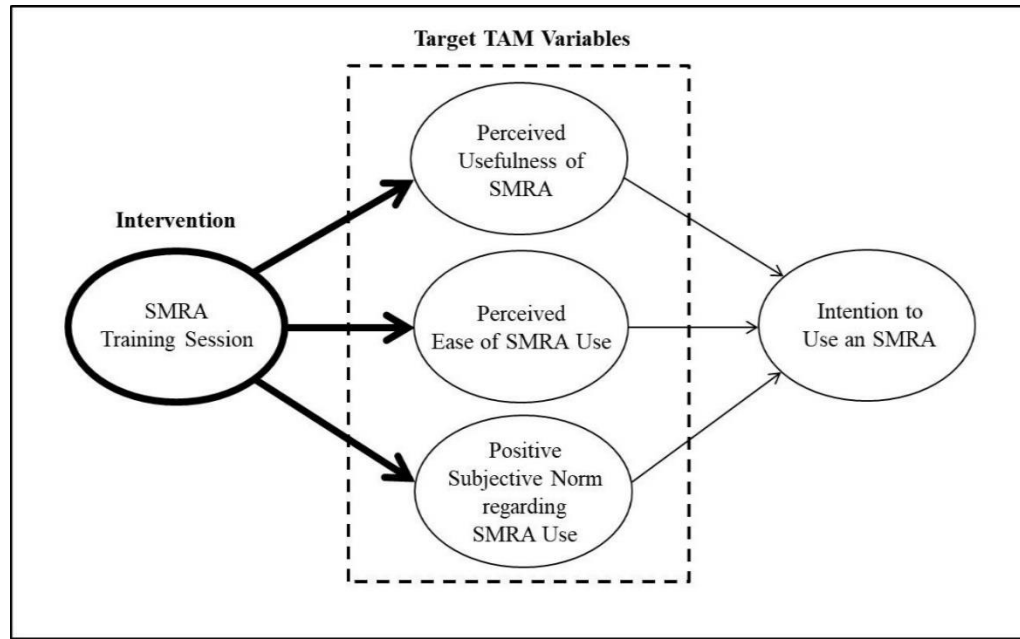 Target TAM Variables
Perceived
Usefulness of
SMRA
Intervention
SMRA
Training Session
Perceived
Ease of SMRA Use
Intention to
Use an SMRA
Positive
Subjective Norm
regarding
SMRA Use